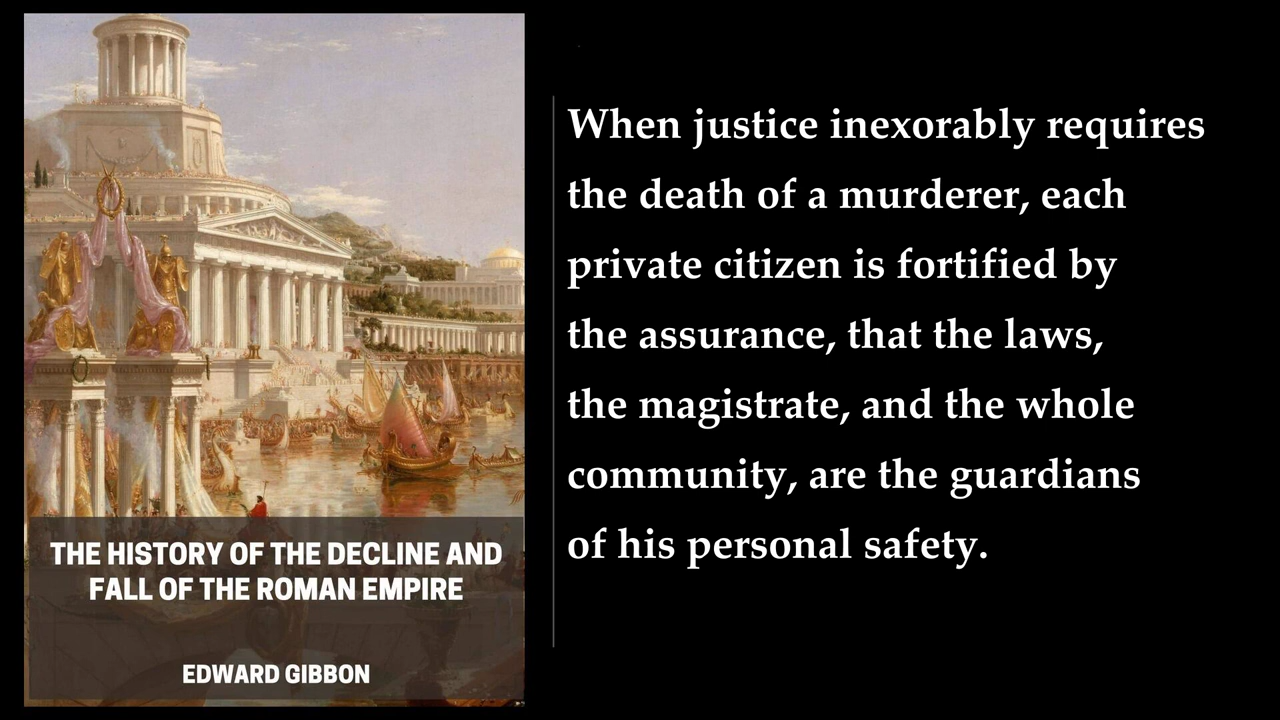 THE HISTORY OF THE DECLINE AND
FALL OF THE ROMAN EMPIRE
EDWARD GIBBON
When justice inexorably requires
the death of a murderer, each
private citizen is fortified by
the assurance, that the laws,
the magistrate, and the whole
community, are the guardians
of his personal safety.